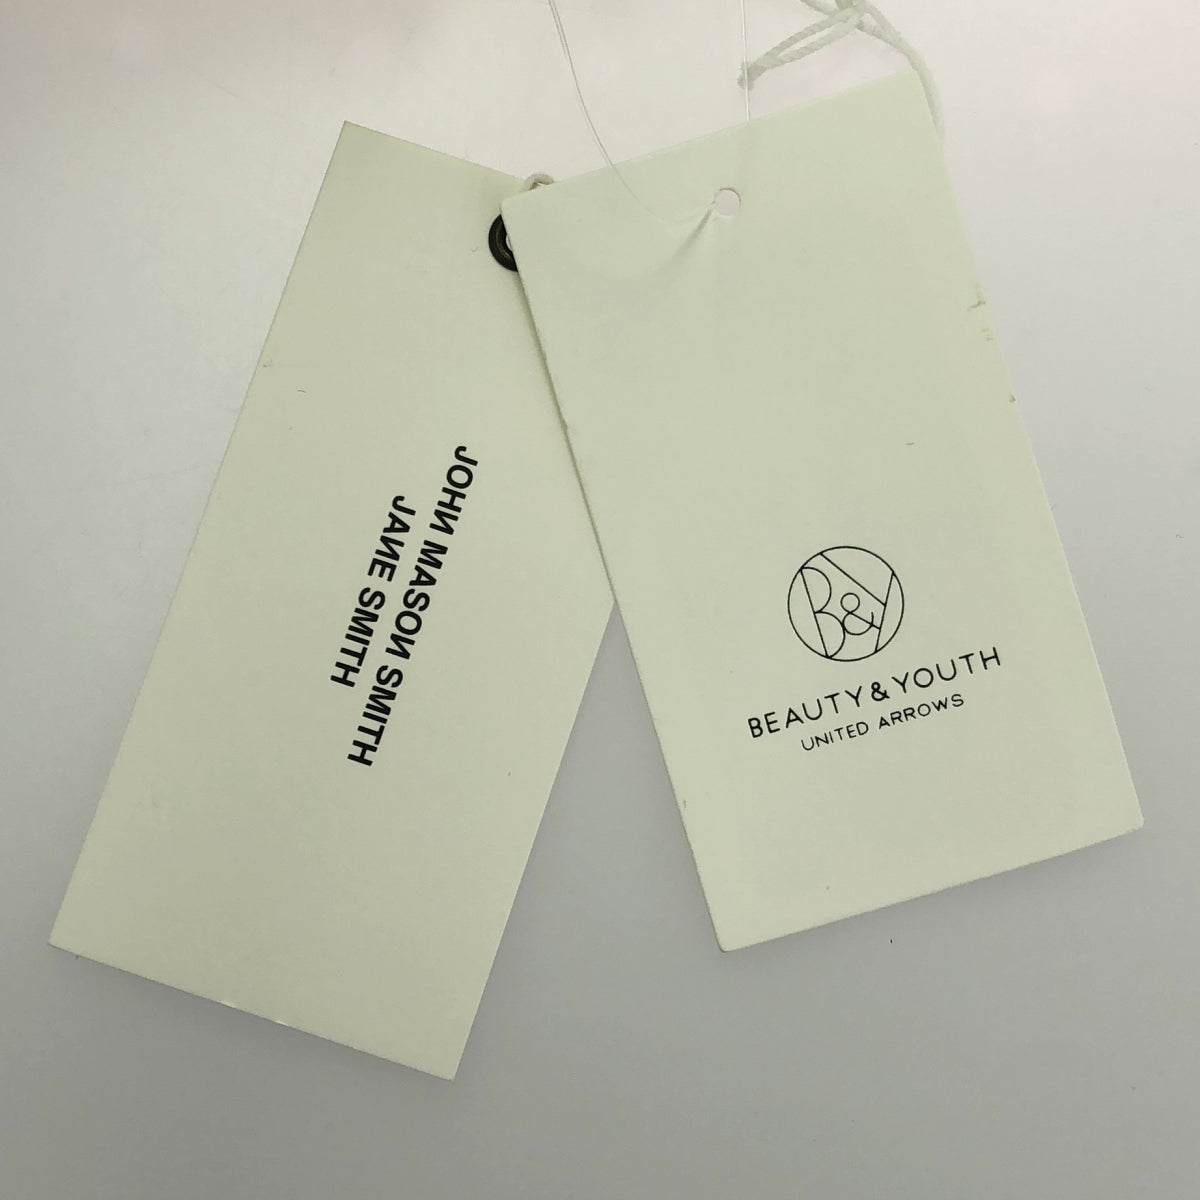 JOHN MASON SMITH
JANE SMITH
B&Y
BEAUTY & YOUTH
UNITED ARROWS